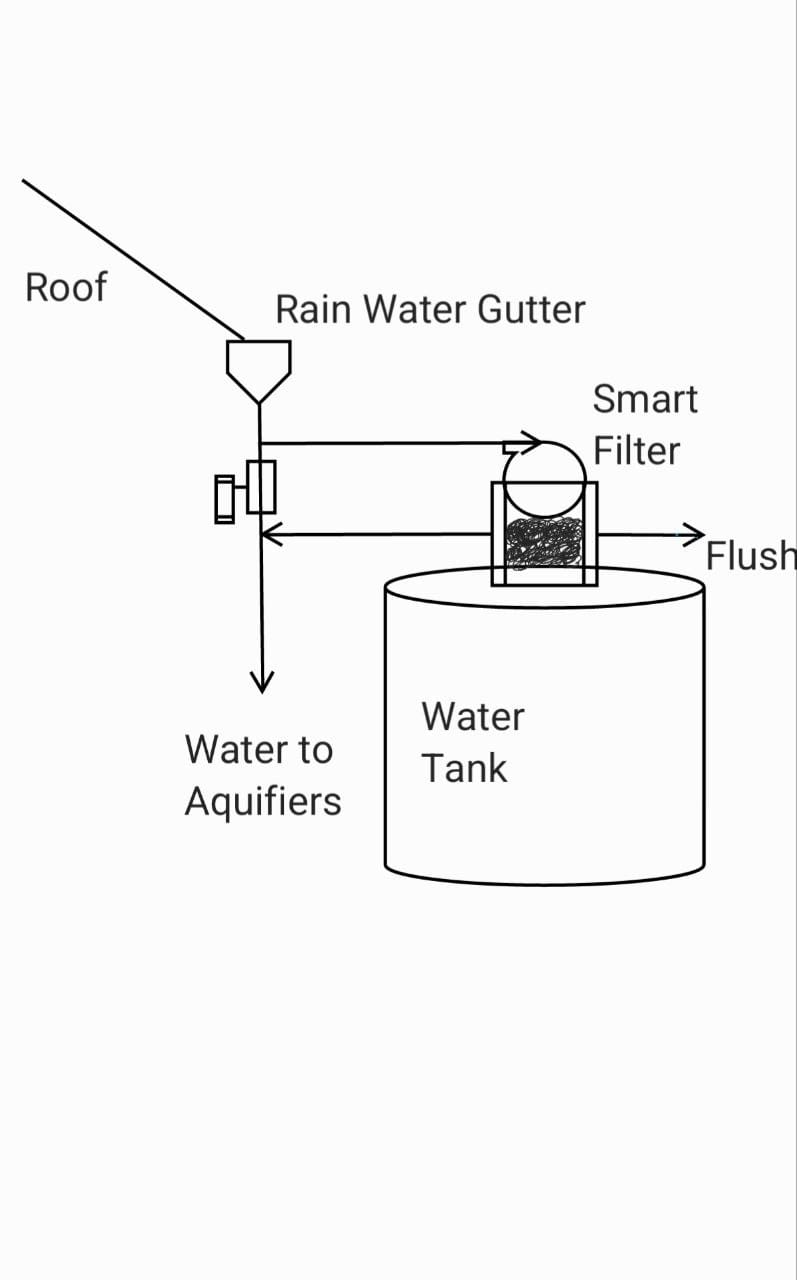 Roof
Rain Water Gutter
Smart
Filter
Flush
Water
Tank
Water to
Aquifiers